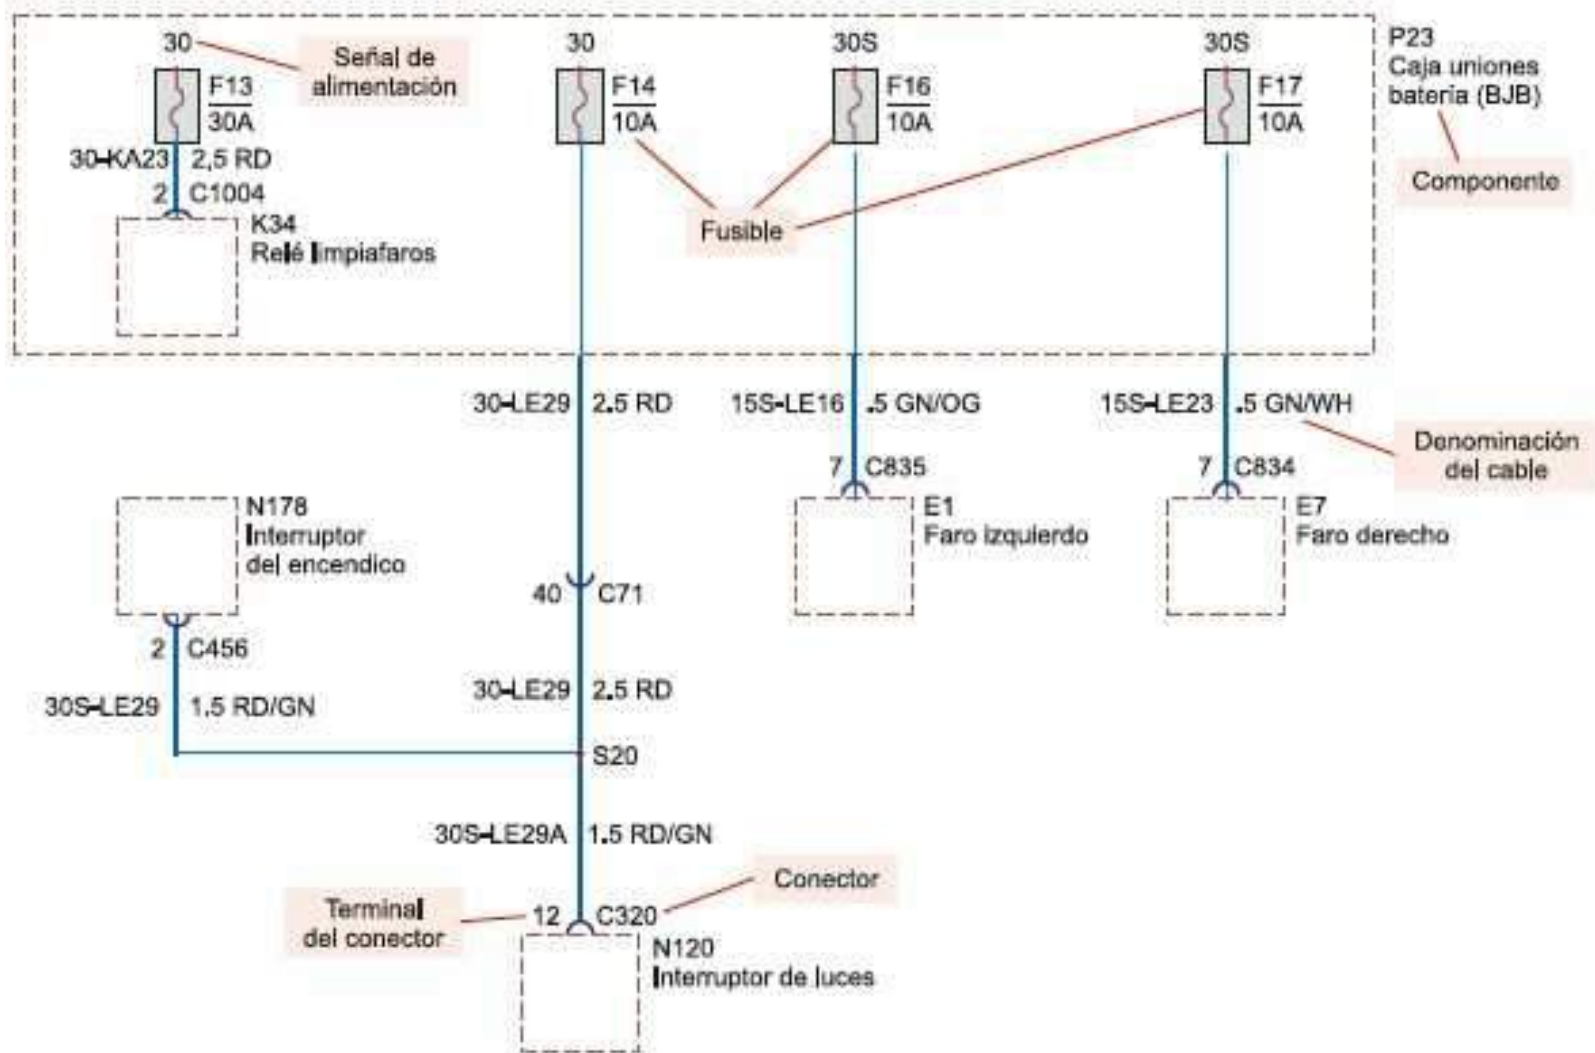 30
Señal de
alimentación
F13
30A
30-KA23 2,5 RD
2 C1004
K34
Relé limpiafaros
30
F14
10A
30S
F16
10A
30S
F17
10A
Fusible
P23
Caja uniones
batería (BJB)
Componente
30-LE29 2.5 RD
15S-LE16 .5 GN/OG
15S-LE23 .5 GN/WH
Denominación
del cable
7 C835
E1
Faro izquierdo
7 C834
E7
Faro derecho
N178
Interruptor
del encendico
2 C456
40 C71
30S-LE29 1.5 RD/GN
30-LE29 2.5 RD
S20
30S-LE29A 1.5 RD/GN
Conector
Terminal
del conector
12 C320
N120
Interruptor de luces